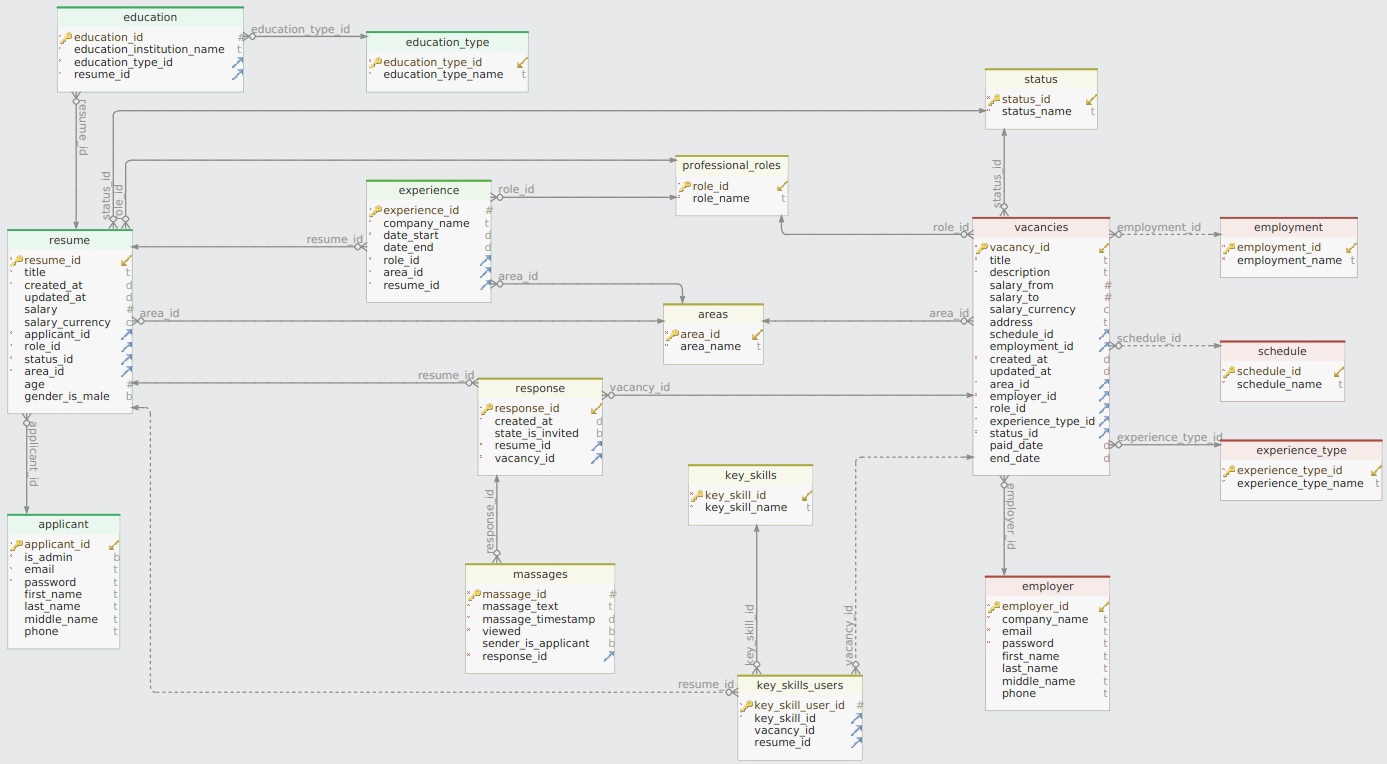 education
education_id #
education_institution_name t
education_type_id
resume_id
education_type_id
education_type
education_type_id
education_type_name t
resume_id
status
status_id
status_name t
status_id
role_id
professional_roles
role_id
role_name t
experience
experience_id #
company_name t
date_start d
date_end d
role_id
area_id
resume_id
role_id
resume_id
area_id
status_id
role_id
resume
resume_id
title t
created_at d
updated_at d
salary #
salary_currency c
applicant_id
role_id
status_id
area_id
age #
gender_is_male b
area_id
areas
area_id
area_name t
area_id
vacancies
vacancy_id
title t
description t
salary_from #
salary_to #
salary_currency c
address t
schedule_id
employment_id
created_at d
updated_at d
area_id
employer_id
role_id
experience_type_id
status_id
paid_date d
end_date d
employment_id
employment
employment_id
employment_name t
schedule_id
schedule
schedule_id
schedule_name t
experience_type_id
experience_type
experience_type_id
experience_type_name t
resume_id
response
response_id
created_at d
state_is_invited b
resume_id
vacancy_id
vacancy_id
applicant_id
applicant
applicant_id
is_admin b
email t
password t
first_name t
last_name t
middle_name t
phone t
response_id
massages
massage_id #
massage_text t
massage_timestamp d
viewed b
sender_is_applicant b
response_id
key_skills
key_skill_id
key_skill_name t
key_skill_id
vacancy_id
resume_id
key_skills_users
key_skill_user_id #
key_skill_id
vacancy_id
resume_id
employer_id
employer
employer_id
company_name t
email t
password t
first_name t
last_name t
middle_name t
phone t